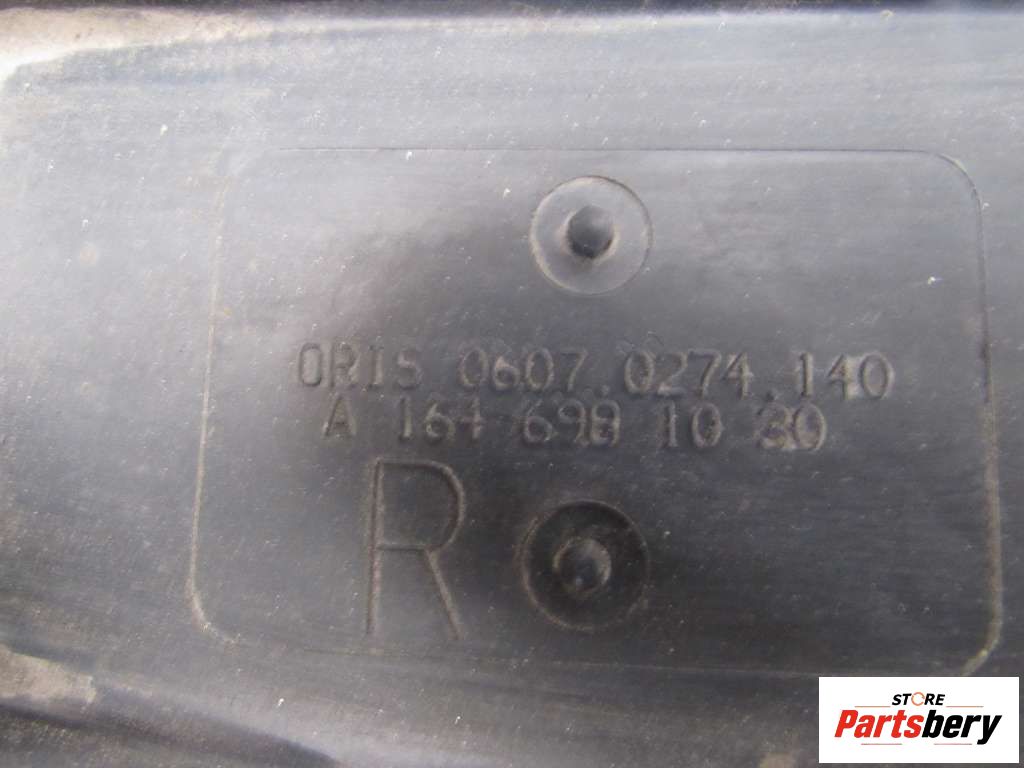 ORIS 0607.0274.140
A 164 698 10 30
R
STORE
Partsbery